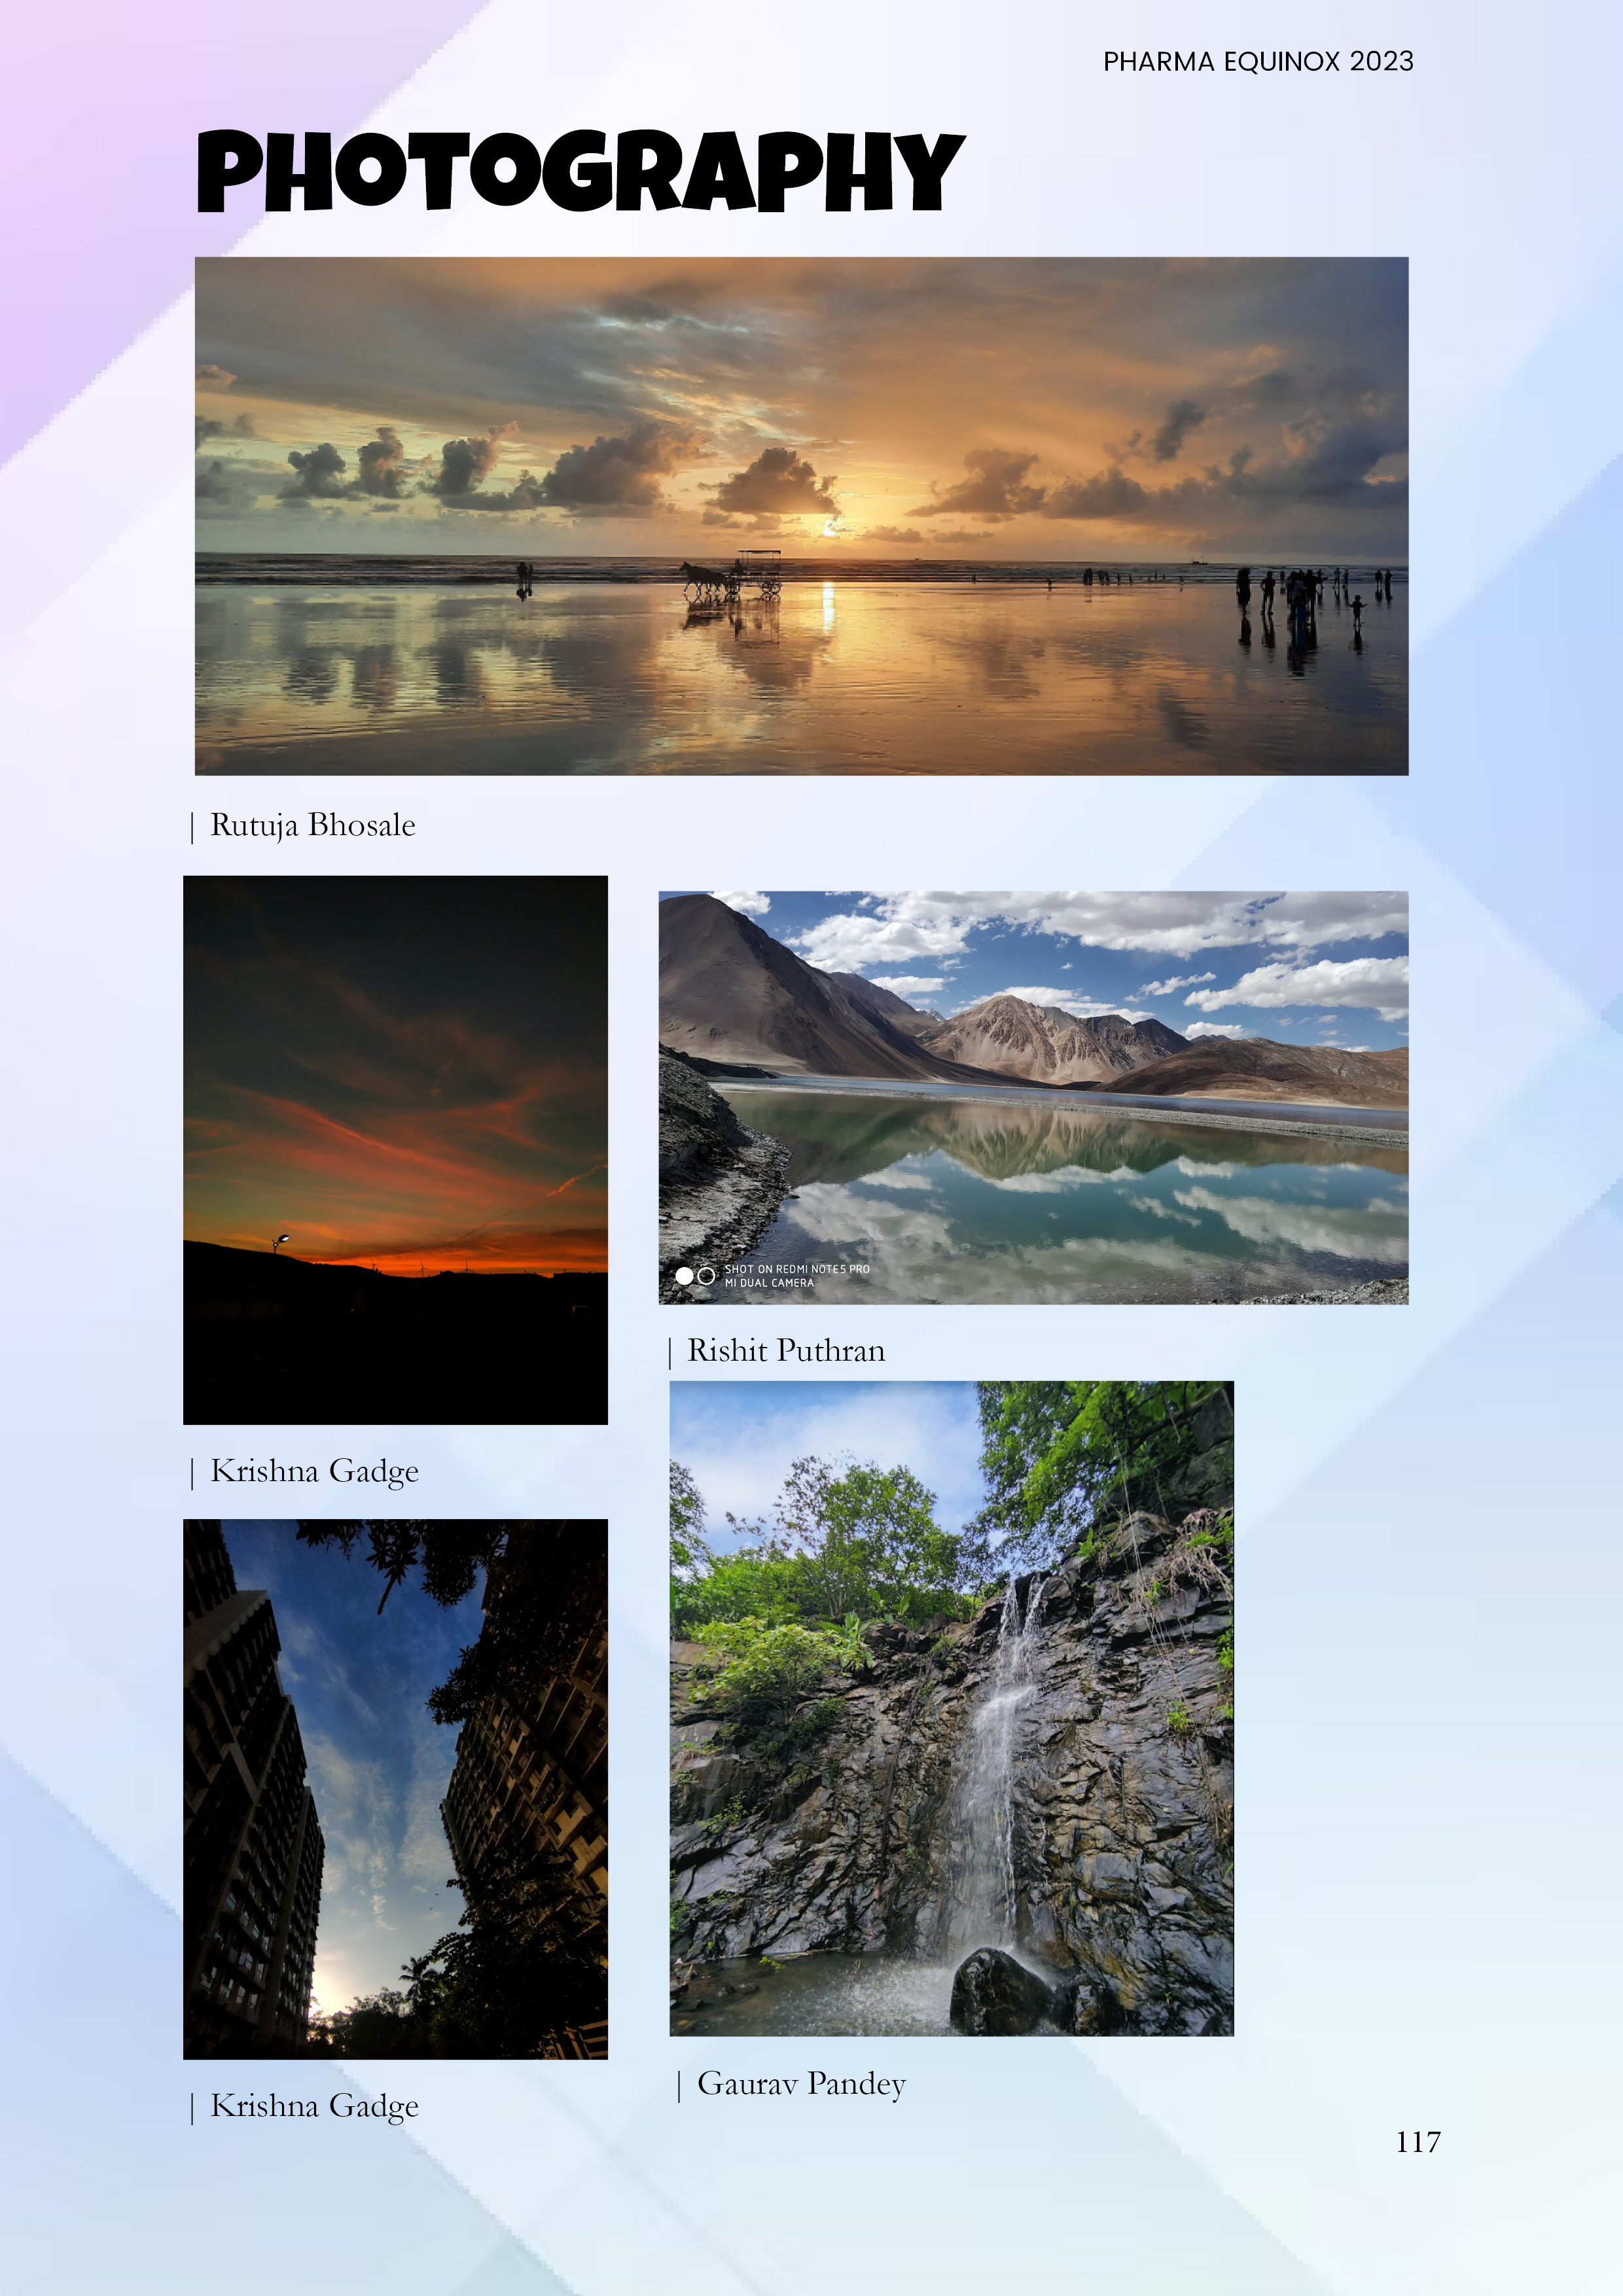 PHARMA EQUINOX 2023
PHOTOGRAPHY
| Rutuja Bhosale
SHOT ON REDMI NOTE5 PRO
MI DUAL CAMERA
| Rishit Puthran
| Krishna Gadge
| Gaurav Pandey
| Krishna Gadge
117